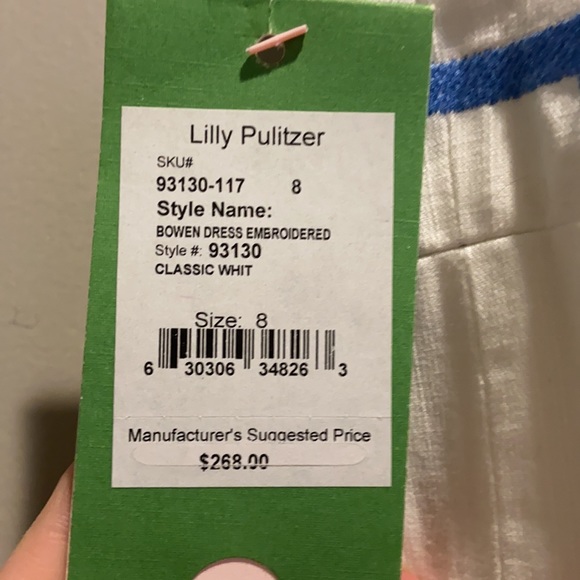 Lilly Pulitzer
SKU#
93130-117 8
Style Name:
BOWEN DRESS EMBROIDERED
Style #: 93130
CLASSIC WHIT
Size: 8
6 30306 34826 3
Manufacturer's Suggested Price
$268.00